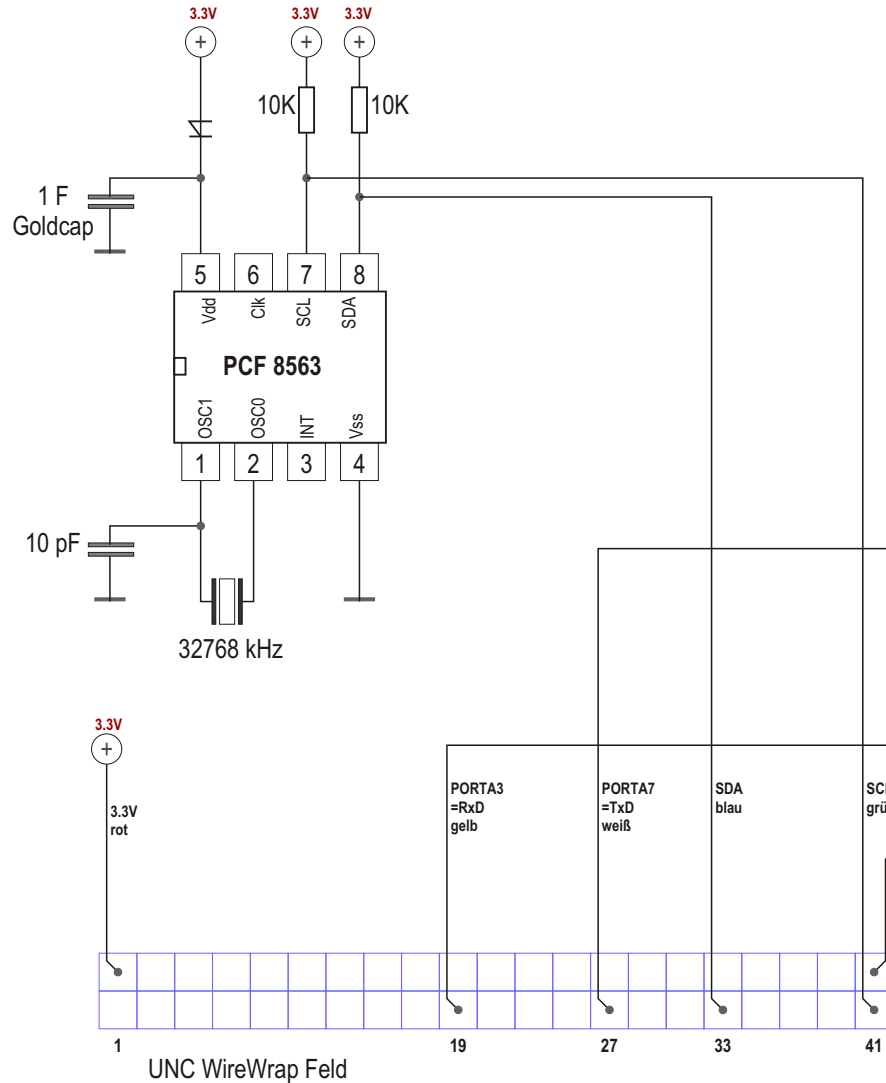 3.3V 3.3V 3.3V
10K 10K
1 F
Goldcap
5 6 7 8
Vdd Clk SCL SDA
PCF 8563
OSC1 OSC0 INT Vss
1 2 3 4
10 pF
32768 kHz
3.3V
3.3V
rot
PORTA3
=RxD
gelb
PORTA7
=TxD
weiß
SDA
blau
1 19 27 33 41
UNC WireWrap Feld